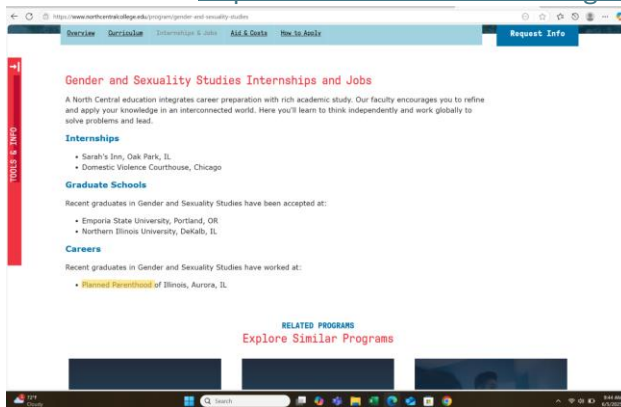 https://www.northcentralcollege.edu/program/gender-and-sexuality-studies
Overview Curriculum Internships & Jobs Aid & Costs How to Apply
Request Info
TOOLS & INFO
Gender and Sexuality Studies Internships and Jobs
A North Central education integrates career preparation with rich academic study. Our faculty encourages you to refine
and apply your knowledge in an interconnected world. Here you'll learn to think independently and work globally to
solve problems and lead.
Internships
• Sarah's Inn, Oak Park, IL
• Domestic Violence Courthouse, Chicago
Graduate Schools
Recent graduates in Gender and Sexuality Studies have been accepted at:
• Emporia State University, Portland, OR
• Northern Illinois University, DeKalb, IL
Careers
Recent graduates in Gender and Sexuality Studies have worked at:
• Planned Parenthood of Illinois, Aurora, IL
RELATED PROGRAMS
Explore Similar Programs
72°F
Cloudy
Search
9:44 AM